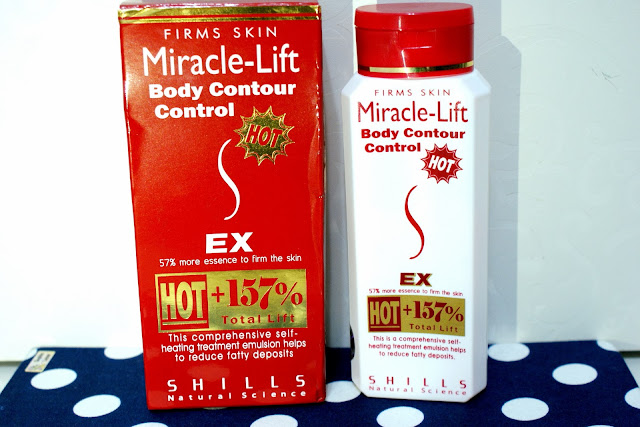 FIRMS SKIN
Miracle-Lift
Body Contour
Control
HOT
EX
57% more essence to firm the skin
HOT +157%
Total Lift
This comprehensive self-
heating treatment emulsion helps
to reduce fatty deposits
SHILLS
Natural Science
FIRMS SKIN
Miracle-Lift
Body Contour
Control
HOT
EX
57% more essence to firm the skin
HOT +157%
Total Lift
This is a comprehensive self-
heating treatment emulsion helps
to reduce fatty deposits.
SHILLS
Natural Science